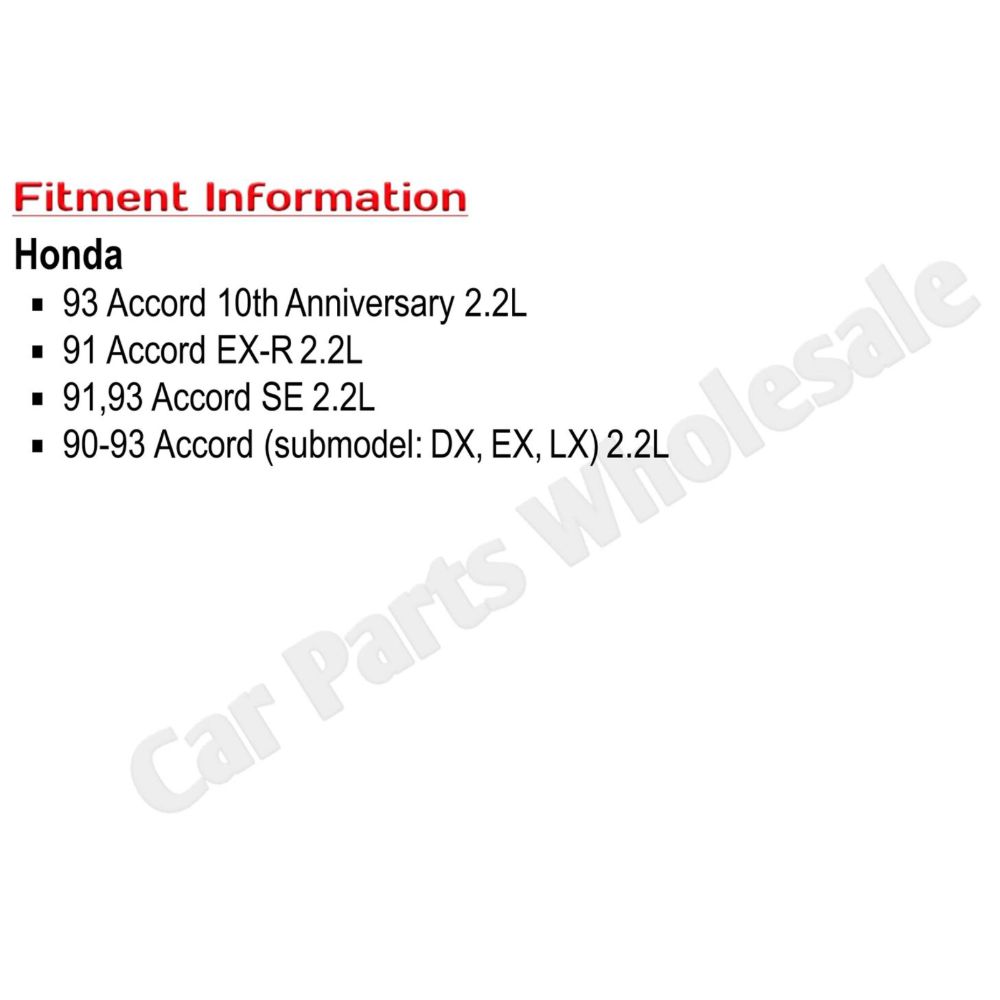 Fitment Information
Honda
▪ 93 Accord 10th Anniversary 2.2L
▪ 91 Accord EX-R 2.2L
▪ 91,93 Accord SE 2.2L
▪ 90-93 Accord (submodel: DX, EX, LX) 2.2L
Car Parts Wholesale